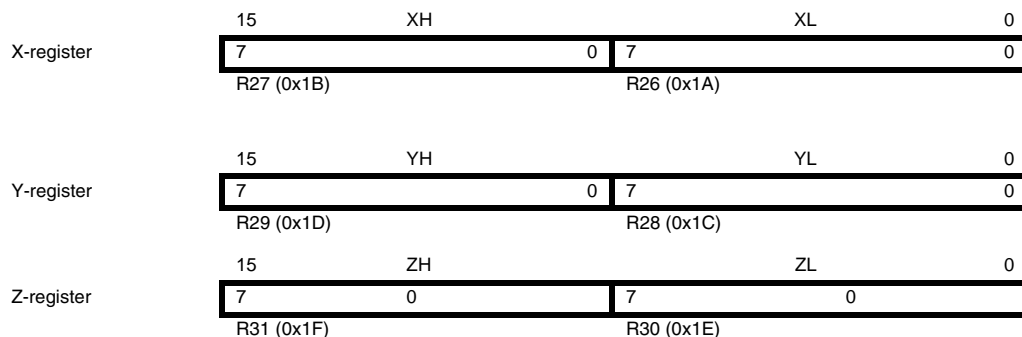 15 XH XL 0
X-register 7 0 7 0
R27 (0x1B) R26 (0x1A)
15 YH YL 0
Y-register 7 0 7 0
R29 (0x1D) R28 (0x1C)
15 ZH ZL 0
Z-register 7 0 7 0
R31 (0x1F) R30 (0x1E)